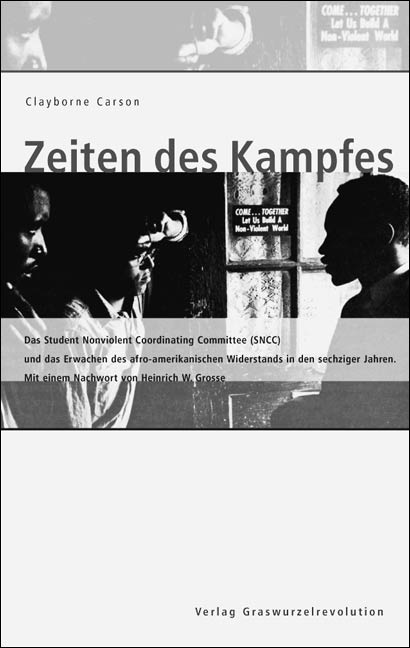 COME...TOGETHER
Let Us Build A
Non-Violent World
Clayborne Carson
Zeiten des Kampfes
COME...TOGETHER
Let Us Build A
Non-Violent World
Das Student Nonviolent Coordinating Committee (SNCC)
und das Erwachen des afro-amerikanischen Widerstands in den sechziger Jahren.
Mit einem Nachwort von Heinrich W. Grosse
Verlag Graswurzelrevolution